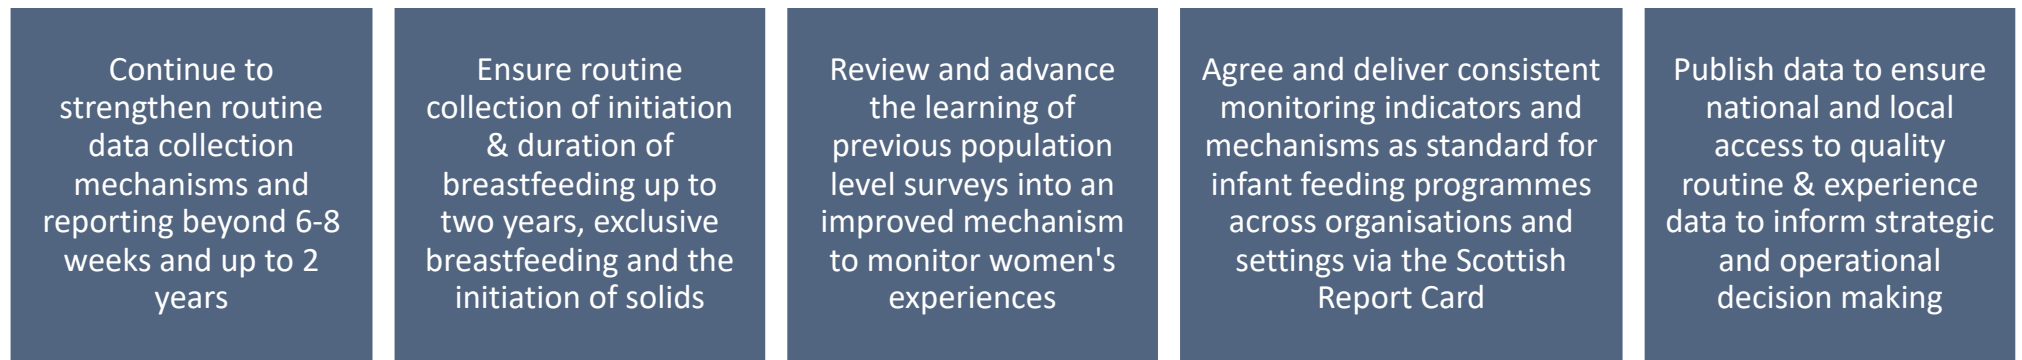 Continue to
strengthen routine
data collection
mechanisms and
reporting beyond 6-8
weeks and up to 2
years
Ensure routine
collection of initiation
& duration of
breastfeeding up to
two years, exclusive
breastfeeding and the
initiation of solids
Review and advance
the learning of
previous population
level surveys into an
improved mechanism
to monitor women's
experiences
Agree and deliver consistent
monitoring indicators and
mechanisms as standard for
infant feeding programmes
across organisations and
settings via the Scottish
Report Card
Publish data to ensure
national and local
access to quality
routine & experience
data to inform strategic
and operational
decision making